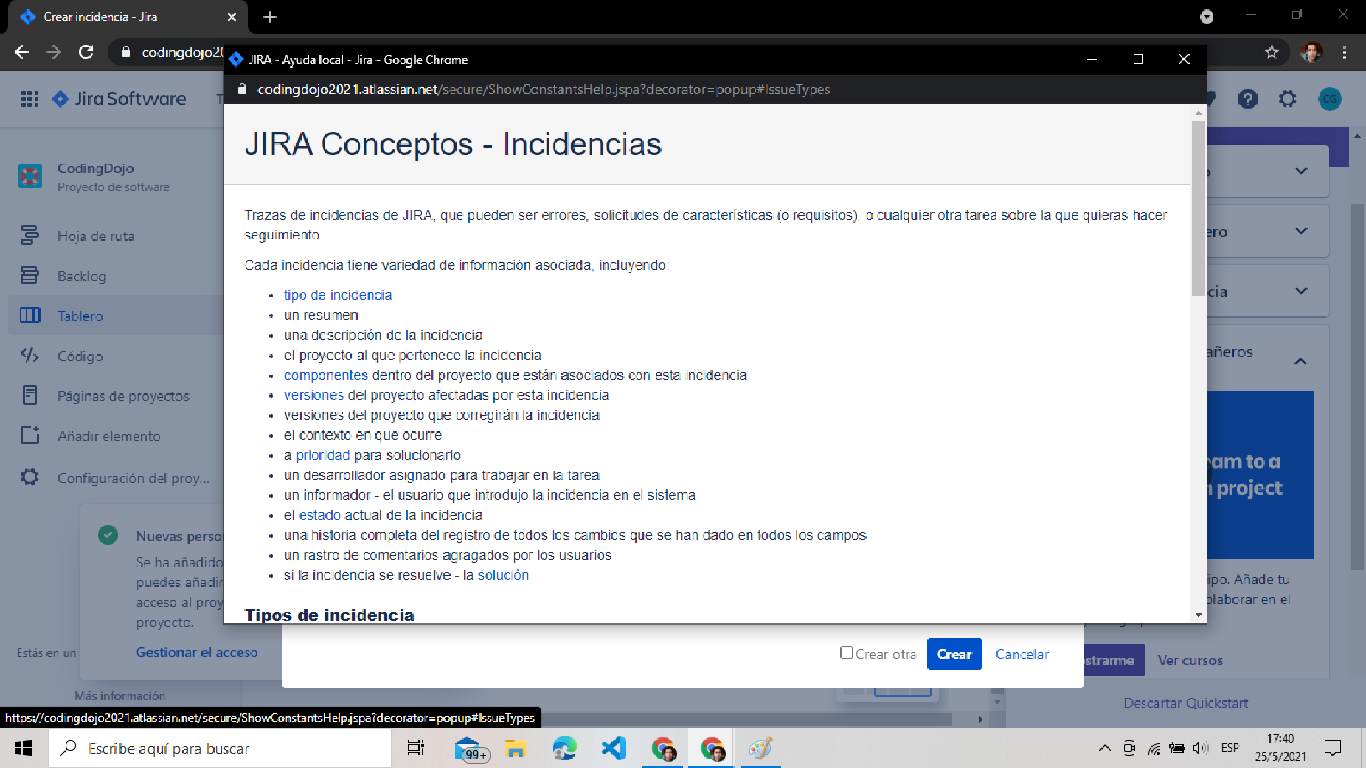 Crear incidencia - Jira
codingdojo20
JIRA - Ayuda local - Jira - Google Chrome
codingdojo2021.atlassian.net/secure/ShowConstantsHelp.jspa?decorator=popup#IssueTypes
Jira Software
T
CG
CodingDojo
Proyecto de software
Hoja de ruta
Backlog
Tablero
Código
Páginas de proyectos
Añadir elemento
Configuración del proy...
JIRA Conceptos - Incidencias
Trazas de incidencias de JIRA, que pueden ser errores, solicitudes de características (o requisitos), o cualquier otra tarea sobre la que quieras hacer
seguimiento.
Cada incidencia tiene variedad de información asociada, incluyendo:
• tipo de incidencia
• un resumen
• una descripción de la incidencia
• el proyecto al que pertenece la incidencia
• componentes dentro del proyecto que están asociados con esta incidencia
• versiones del proyecto afectadas por esta incidencia
• versiones del proyecto que corregirán la incidencia
• el contexto en que ocurre
• a prioridad para solucionarlo
• un desarrollador asignado para trabajar en la tarea
• un informador - el usuario que introdujo la incidencia en el sistema
• el estado actual de la incidencia
• una historia completa del registro de todos los cambios que se han dado en todos los campos
• un rastro de comentarios agragados por los usuarios
• si la incidencia se resuelve - la solución
Tipos de incidencia
o
ero
cia
añeros
eam to a
n project
ipo. Añade tu
olaborar en el
strarme
Ver cursos
Descartar Quickstart
Nuevas perso
Se ha añadido
puedes añadir
acceso al proy
proyecto.
Gestionar el acceso
Estás en un
Más información
Crear otra
Crear
Cancelar
https://codingdojo2021.atlassian.net/secure/ShowConstantsHelp.jspa?decorator=popup#IssueTypes
Escribe aquí para buscar
99+
ESP
17:40
25/5/2021